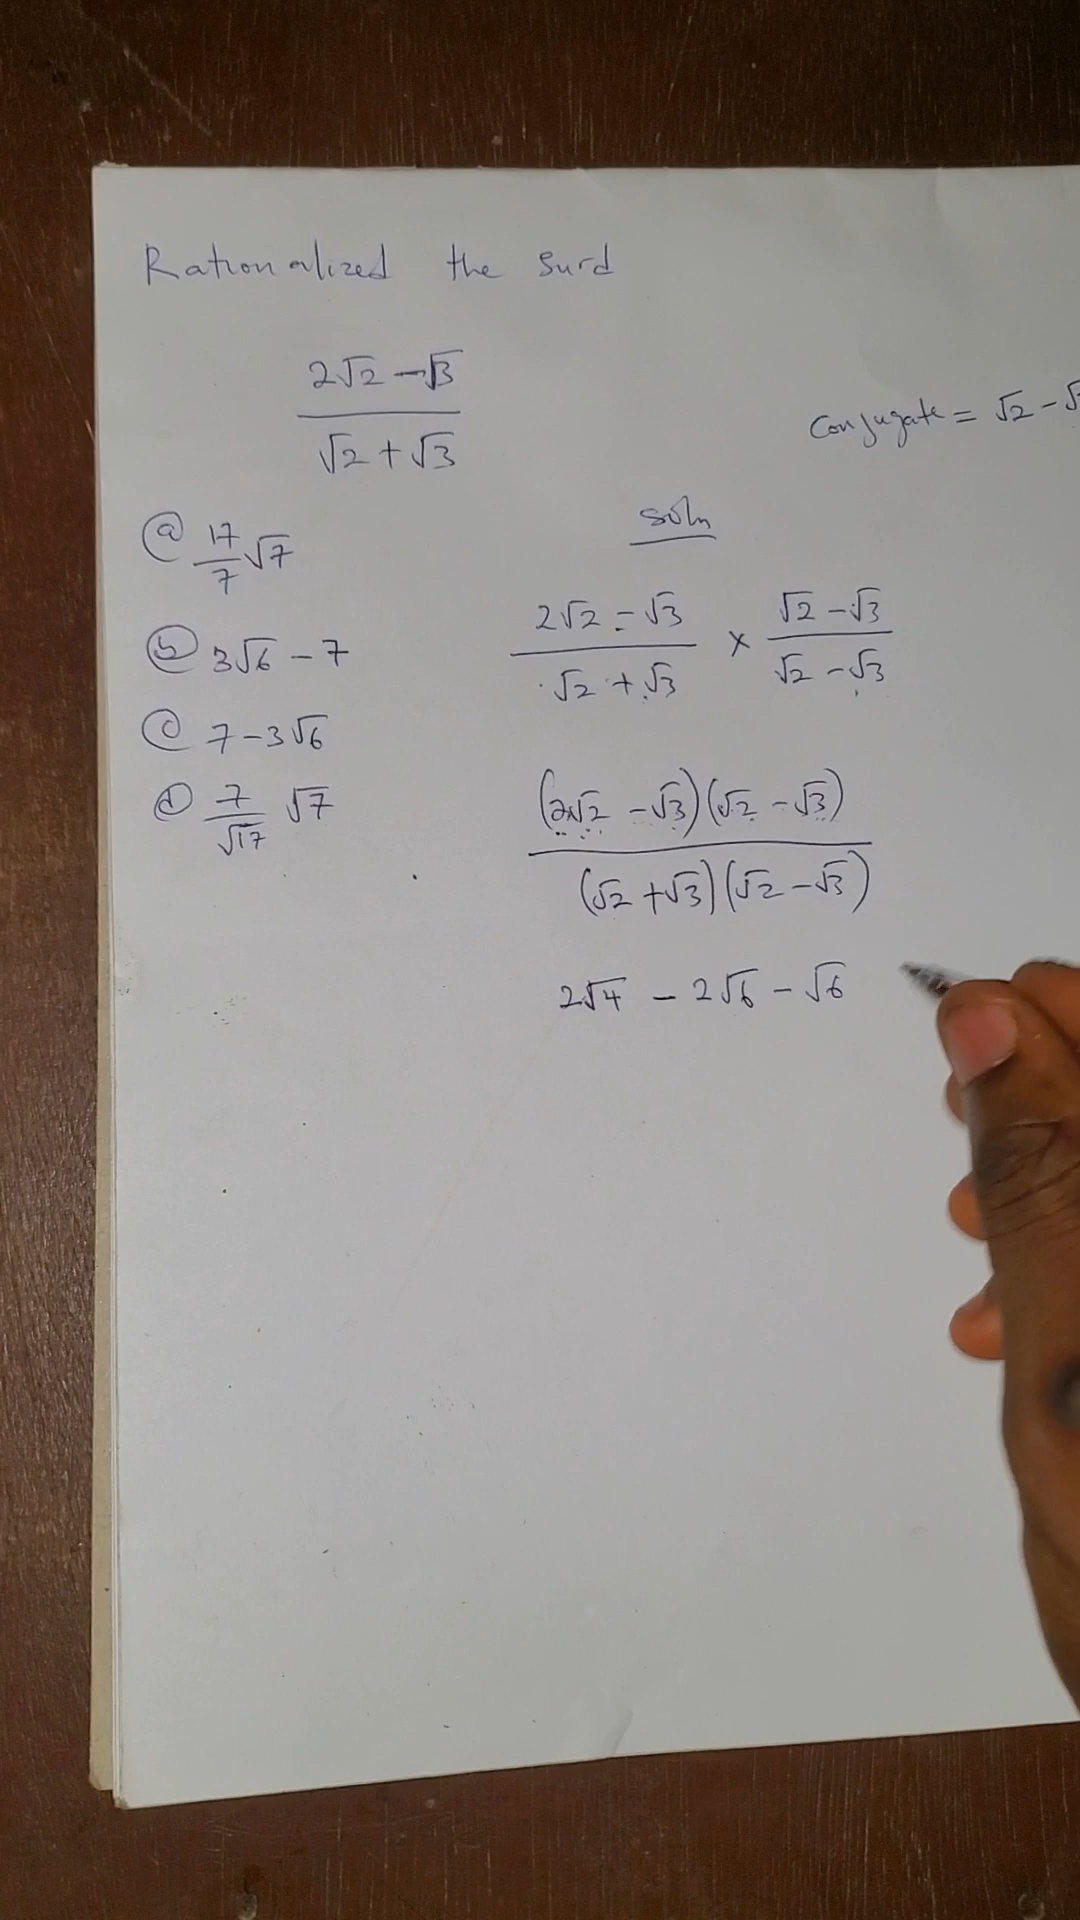 Rationalized the surd
2√2 - √3
√2 + √3
Conjugate = √2 - √
soln
ⓐ 17/7 √7
ⓑ 3√6 - 7
ⓒ 7 - 3√6
ⓓ 7/√17 √7
2√2 - √3 / √2 + √3 × √2 - √3 / √2 - √3
(2√2 - √3)(√2 - √3)
(√2 + √3)(√2 - √3)
2√4 - 2√6 - √6